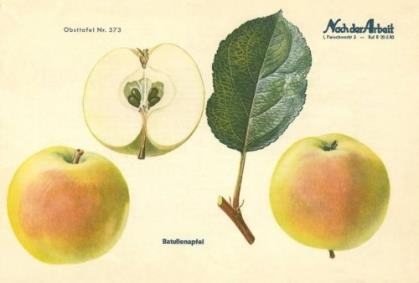 Obsttafel Nr. 373
Nach der Arbeit
Batullenapfel